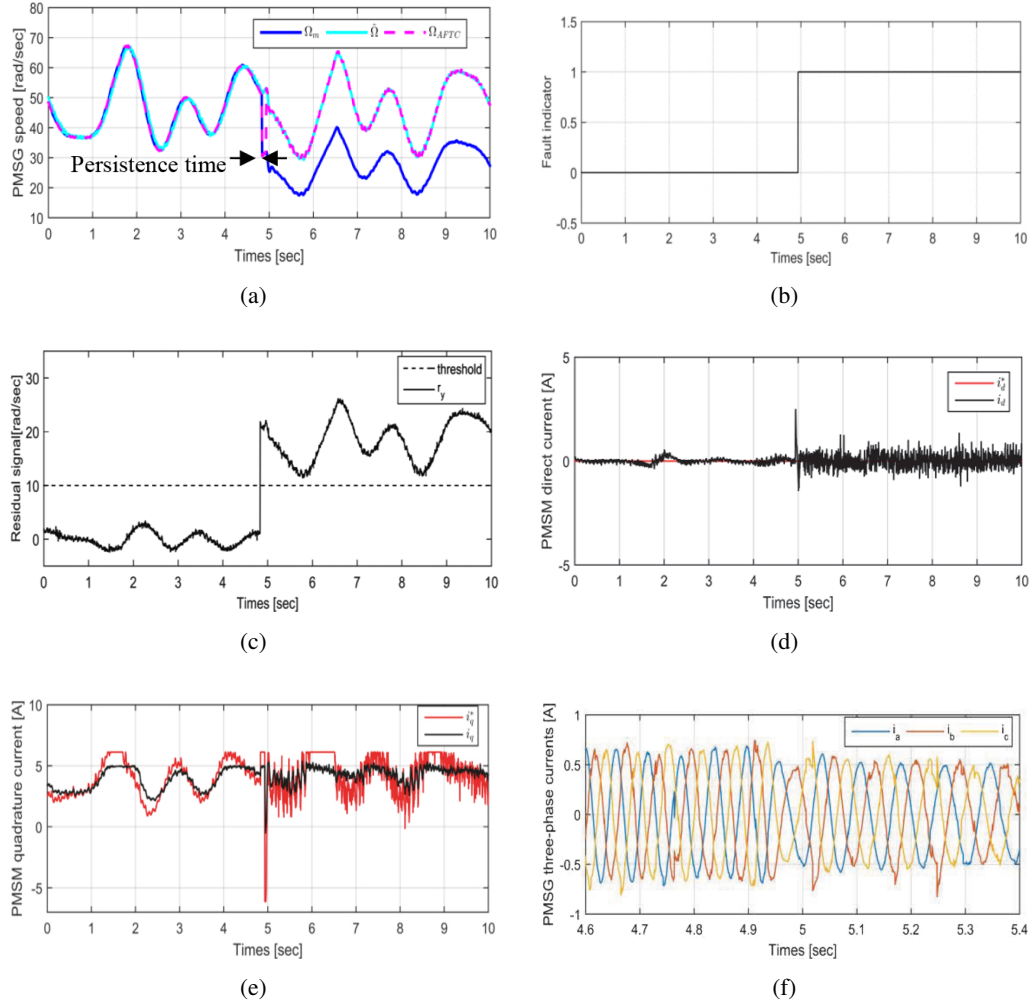 PMSG speed [rad/sec]
80
70
60
50
40
30
20
10
Ω_m Ω̂ Ω_AFTC
Persistence time
0 1 2 3 4 5 6 7 8 9 10
Times [sec]
(a)
Fault indicator
2
1.5
1
0.5
0
-0.5
0 1 2 3 4 5 6 7 8 9 10
Times [sec]
(b)
Residual signal[rad/sec]
30
20
10
0
threshold
r_y
0 1 2 3 4 5 6 7 8 9 10
Times [sec]
(c)
PMSM direct current [A]
5
0
-5
i_d^*
i_d
0 1 2 3 4 5 6 7 8 9 10
Times [sec]
(d)
PMSM quadrature current [A]
10
5
0
-5
i_q^*
i_q
0 1 2 3 4 5 6 7 8 9 10
Times [sec]
(e)
PMSG three-phase currents [A]
1
0.5
0
-0.5
-1
i_a i_b i_c
4.6 4.7 4.8 4.9 5 5.1 5.2 5.3 5.4
Times [sec]
(f)